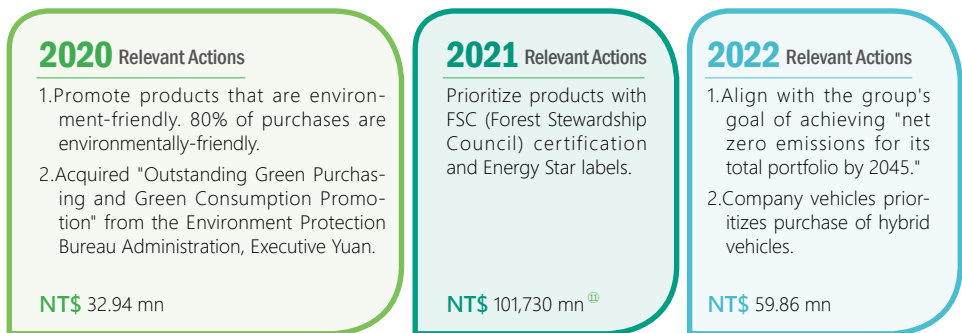 2020 Relevant Actions
1.Promote products that are environ-
ment-friendly. 80% of purchases are
environmentally-friendly.
2.Acquired "Outstanding Green Purchas-
ing and Green Consumption Promo-
tion" from the Environment Protection
Bureau Administration, Executive Yuan.
NT$ 32.94 mn
2021 Relevant Actions
Prioritize products with
FSC (Forest Stewardship
Council) certification
and Energy Star labels.
NT$ 101,730 mn ⑪
2022 Relevant Actions
1.Align with the group's
goal of achieving "net
zero emissions for its
total portfolio by 2045."
2.Company vehicles prior-
itizes purchase of hybrid
vehicles.
NT$ 59.86 mn